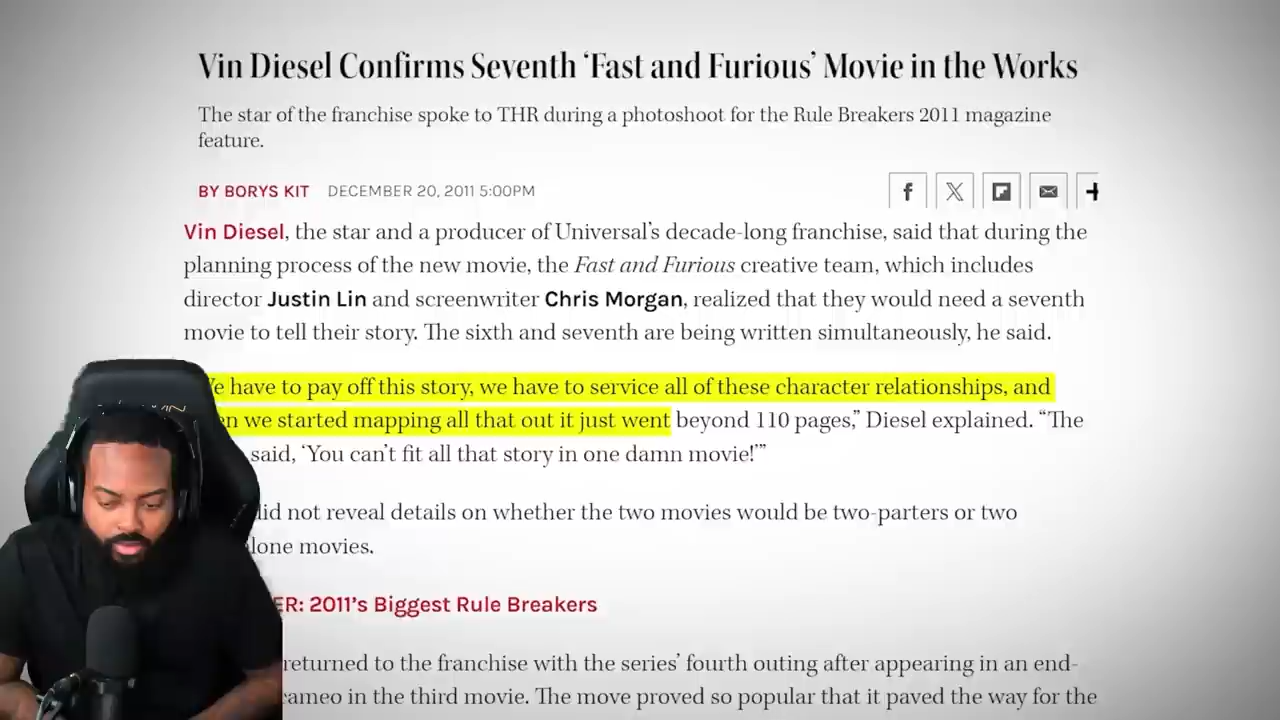 Vin Diesel Confirms Seventh ‘Fast and Furious’ Movie in the Works
The star of the franchise spoke to THR during a photoshoot for the Rule Breakers 2011 magazine
feature.
BY BORYS KIT DECEMBER 20, 2011 5:00PM
Vin Diesel, the star and a producer of Universal’s decade-long franchise, said that during the
planning process of the new movie, the Fast and Furious creative team, which includes
director Justin Lin and screenwriter Chris Morgan, realized that they would need a seventh
movie to tell their story. The sixth and seventh are being written simultaneously, he said.
have to pay off this story, we have to service all of these character relationships, and
we started mapping all that out it just went beyond 110 pages,” Diesel explained. “The
said, ‘You can’t fit all that story in one damn movie!’”
not reveal details on whether the two movies would be two-parters or two
movies.
2011’s Biggest Rule Breakers
returned to the franchise with the series’ fourth outing after appearing in an end-
cameo in the third movie. The move proved so popular that it paved the way for the